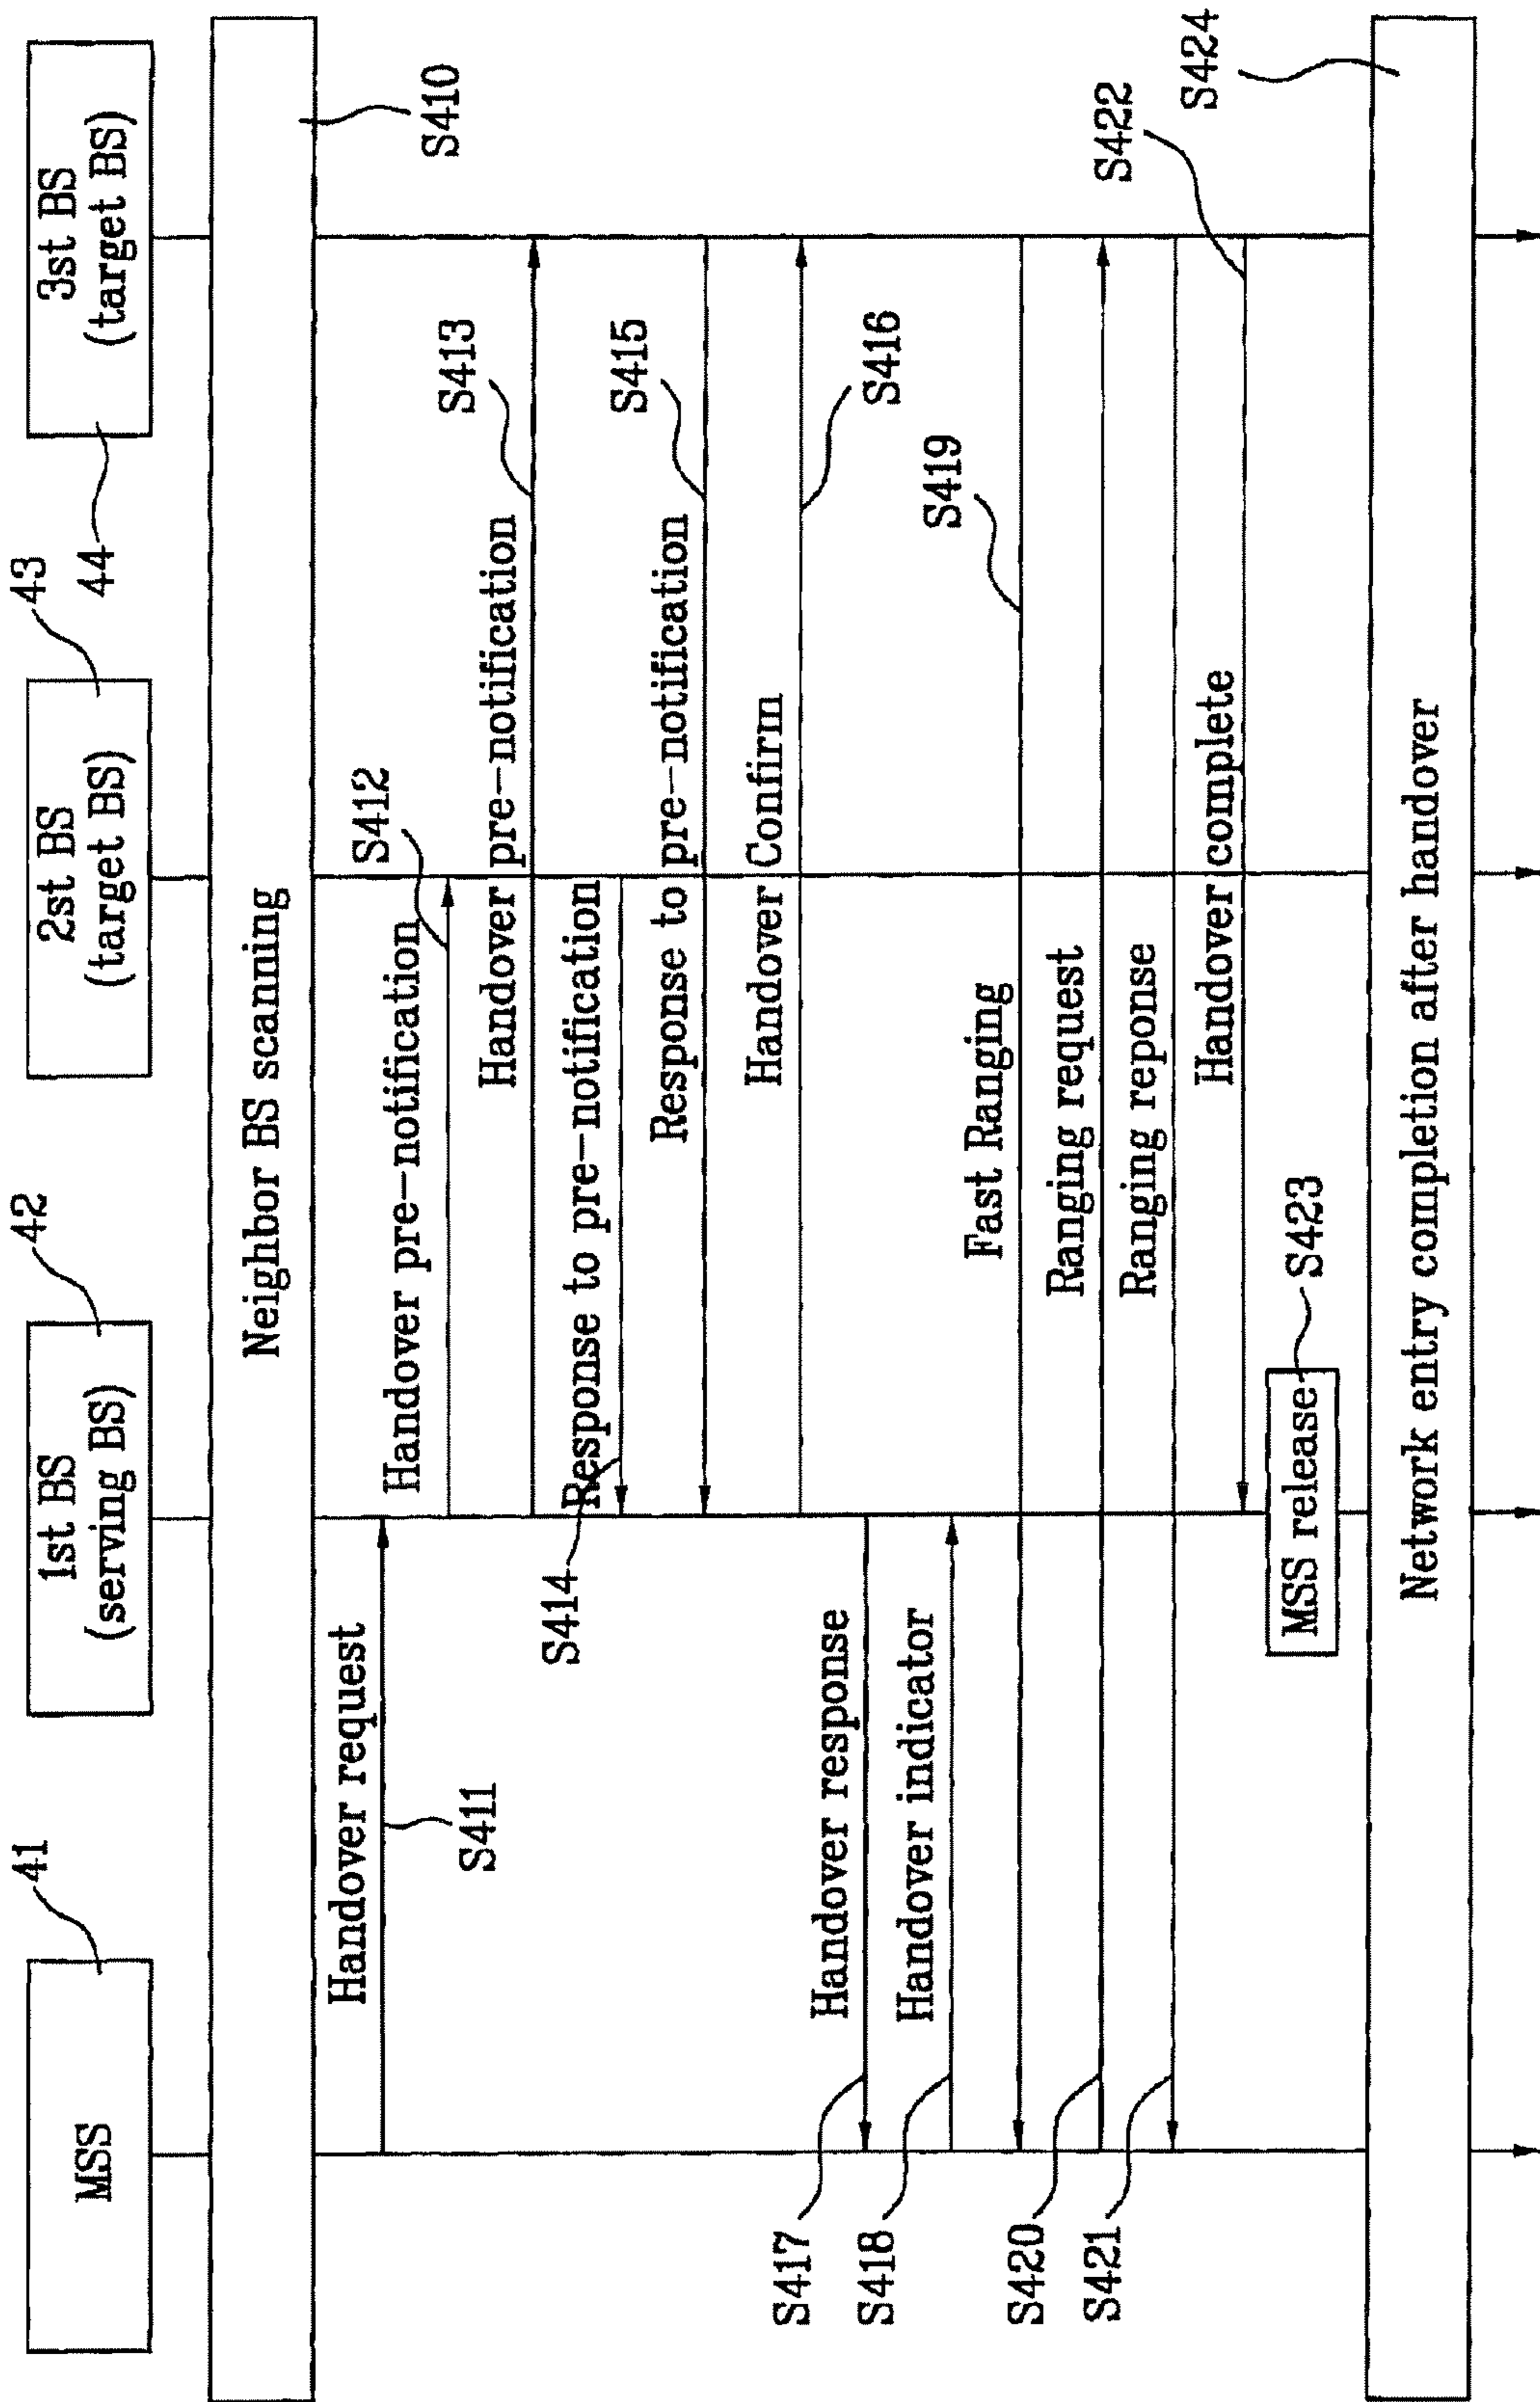 MSS
41
1st BS
(serving BS)
42
2st BS
(target BS)
43
3st BS
(target BS)
44
Neighbor BS scanning
S410
Handover request
S411
Handover pre-notification
S412
Handover pre-notification
S413
Response to pre-notification
S414
Response to pre-notification
S415
Handover Confirm
S416
Handover response
S417
Handover indicator
S418
Fast Ranging
S419
Ranging request
S420
Ranging reponse
S421
Handover complete
S422
MSS release
S423
Network entry completion after handover
S424